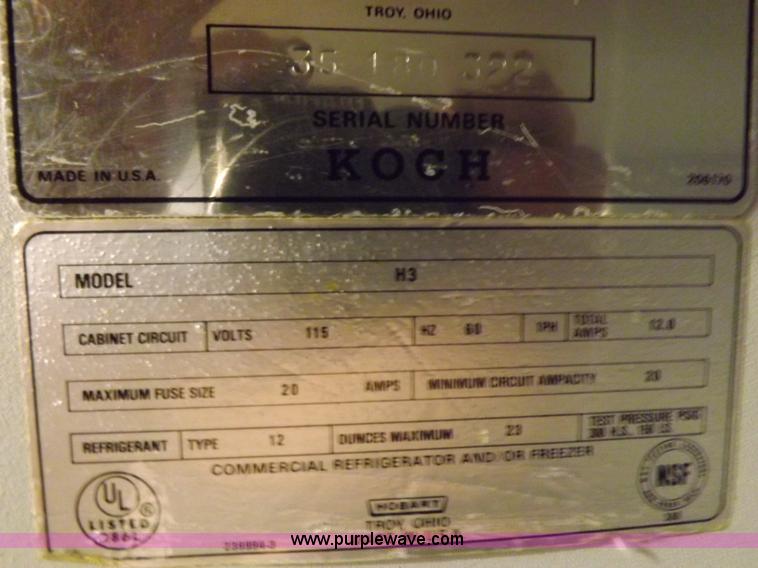 TROY, OHIO
35 180 322
SERIAL NUMBER
MADE IN U.S.A. KOCH
MODEL H3
CABINET CIRCUIT VOLTS 115 HZ 60 1PH TOTAL AMPS 12.0
MAXIMUM FUSE SIZE 20 AMPS MINIMUM CIRCUIT AMPACITY 20
REFRIGERANT TYPE 12 OUNCES MAXIMUM 23 TEST PRESSURE PSIG
COMMERCIAL REFRIGERATOR AND/OR FREEZER
UL ® LISTED
NSF
HOBART
TROY, OHIO
www.purplewave.com